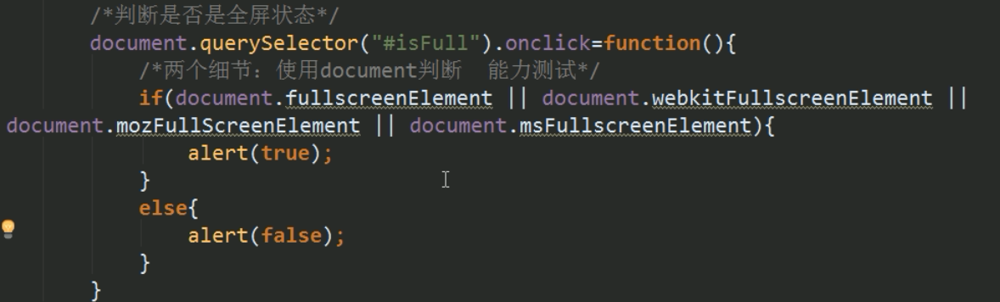 /*判断是否是全屏状态*/
document.querySelector("#isFull").onclick=function(){
/*两个细节：使用document判断  能力测试*/
if(document.fullscreenElement || document.webkitFullscreenElement ||
document.mozFullScreenElement || document.msFullscreenElement){
alert(true);
}
else{
alert(false);
}
}